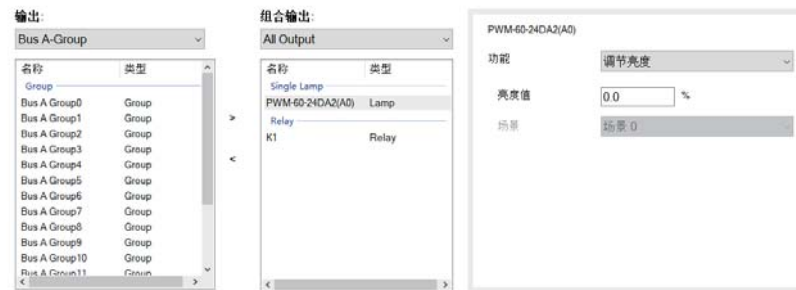 输出:
Bus A-Group
名称 类型
Group
Bus A Group0 Group
Bus A Group1 Group
Bus A Group2 Group
Bus A Group3 Group
Bus A Group4 Group
Bus A Group5 Group
Bus A Group6 Group
Bus A Group7 Group
Bus A Group8 Group
Bus A Group9 Group
Bus A Group10 Group
Bus A Group11 Group
>
<
组合输出:
All Output
名称 类型
Single Lamp
PWM-60-24DA2(A0) Lamp
Relay
K1 Relay
PWM-60-24DA2(A0)
功能 调节亮度
亮度值 0.0 %
场景 场景 0